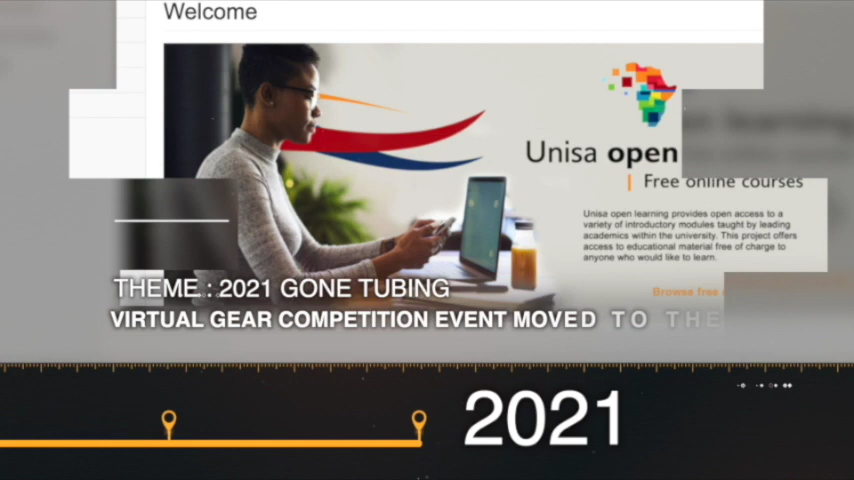 Welcome
Unisa open
Free online courses
Unisa open learning provides open access to a
variety of introductory modules taught by leading
academics within the university. This project offers
access to educational material free of charge to
anyone who would like to learn.
Browse free
THEME : 2021 GONE TUBING
VIRTUAL GEAR COMPETITION EVENT MOVED TO THE
2021